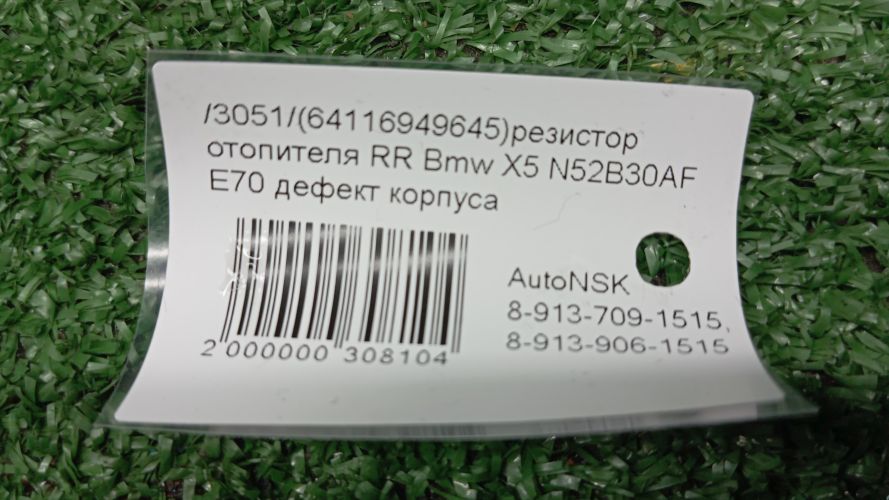 /3051/(64116949645)резистор
отопителя RR Bmw X5 N52B30AF
E70 дефект корпуса
AutoNSK
8-913-709-1515,
8-913-906-1515
2 000000 308104